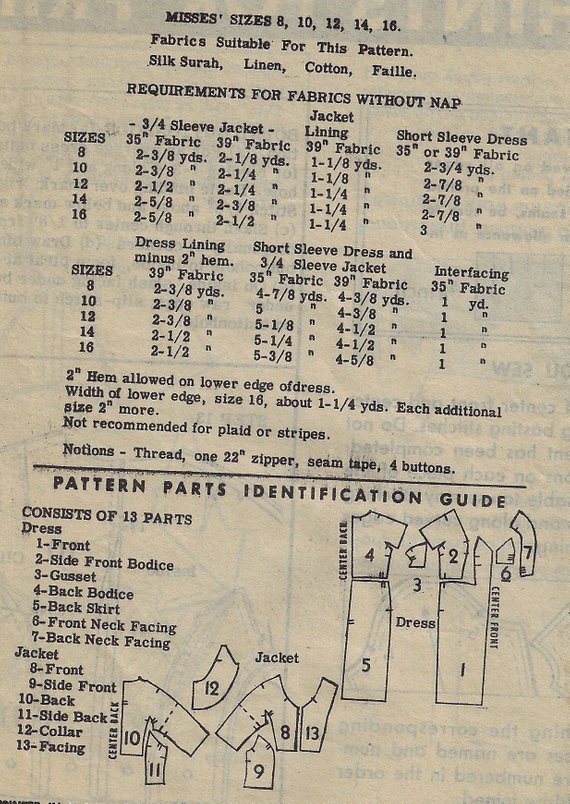 MISSES' SIZES 8, 10, 12, 14, 16.
Fabrics Suitable For This Pattern.
Silk Surah, Linen, Cotton, Faille.
REQUIREMENTS FOR FABRICS WITHOUT NAP
- 3/4 Sleeve Jacket - Jacket Lining Short Sleeve Dress
SIZES 35" Fabric 39" Fabric 39" Fabric 35" or 39" Fabric
8 2-3/8 yds. 2-1/8 yds. 1-1/8 yds. 2-3/4 yds.
10 2-3/8 " 2-1/4 " 1-1/8 " 2-7/8 "
12 2-1/2 " 2-1/4 " 1-1/4 " 2-7/8 "
14 2-5/8 " 2-3/8 " 1-1/4 " 2-7/8 "
16 2-5/8 " 2-1/2 " 1-1/4 " 3 "
Dress Lining Short Sleeve Dress and
minus 2" hem. 3/4 Sleeve Jacket Interfacing
SIZES 39" Fabric 35" Fabric 39" Fabric 35" Fabric
8 2-3/8 yds. 4-7/8 yds. 4-3/8 yds. 1 yd.
10 2-3/8 " 5 " 4-3/8 " 1 "
12 2-3/8 " 5-1/8 " 4-1/2 " 1 "
14 2-1/2 " 5-1/4 " 4-1/2 " 1 "
16 2-1/2 " 5-3/8 " 4-5/8 " 1 "
2" Hem allowed on lower edge of dress.
Width of lower edge, size 16, about 1-1/4 yds. Each additional
size 2" more.
Not recommended for plaid or stripes.
Notions - Thread, one 22" zipper, seam tape, 4 buttons.
PATTERN PARTS IDENTIFICATION GUIDE
CONSISTS OF 13 PARTS
Dress
1-Front
2-Side Front Bodice
3-Gusset
4-Back Bodice
5-Back Skirt
6-Front Neck Facing
7-Back Neck Facing
Jacket
8-Front
9-Side Front
10-Back
11-Side Back
12-Collar
13-Facing
CENTER BACK
4
3
2
6
7
CENTER FRONT
Dress
5
1
Jacket
12
CENTER BACK
10
11
9
8
13